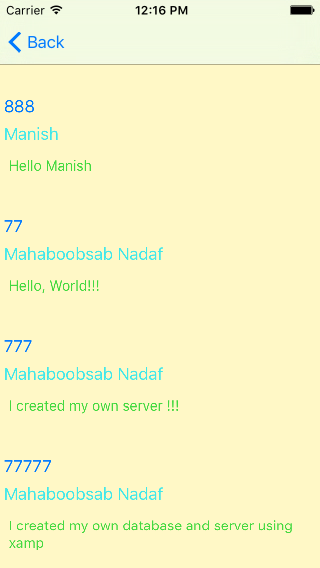 Carrier 12:16 PM
Back
888
Manish
Hello Manish
77
Mahaboobsab Nadaf
Hello, World!!!
777
Mahaboobsab Nadaf
I created my own server !!!
77777
Mahaboobsab Nadaf
I created my own database and server using
xamp